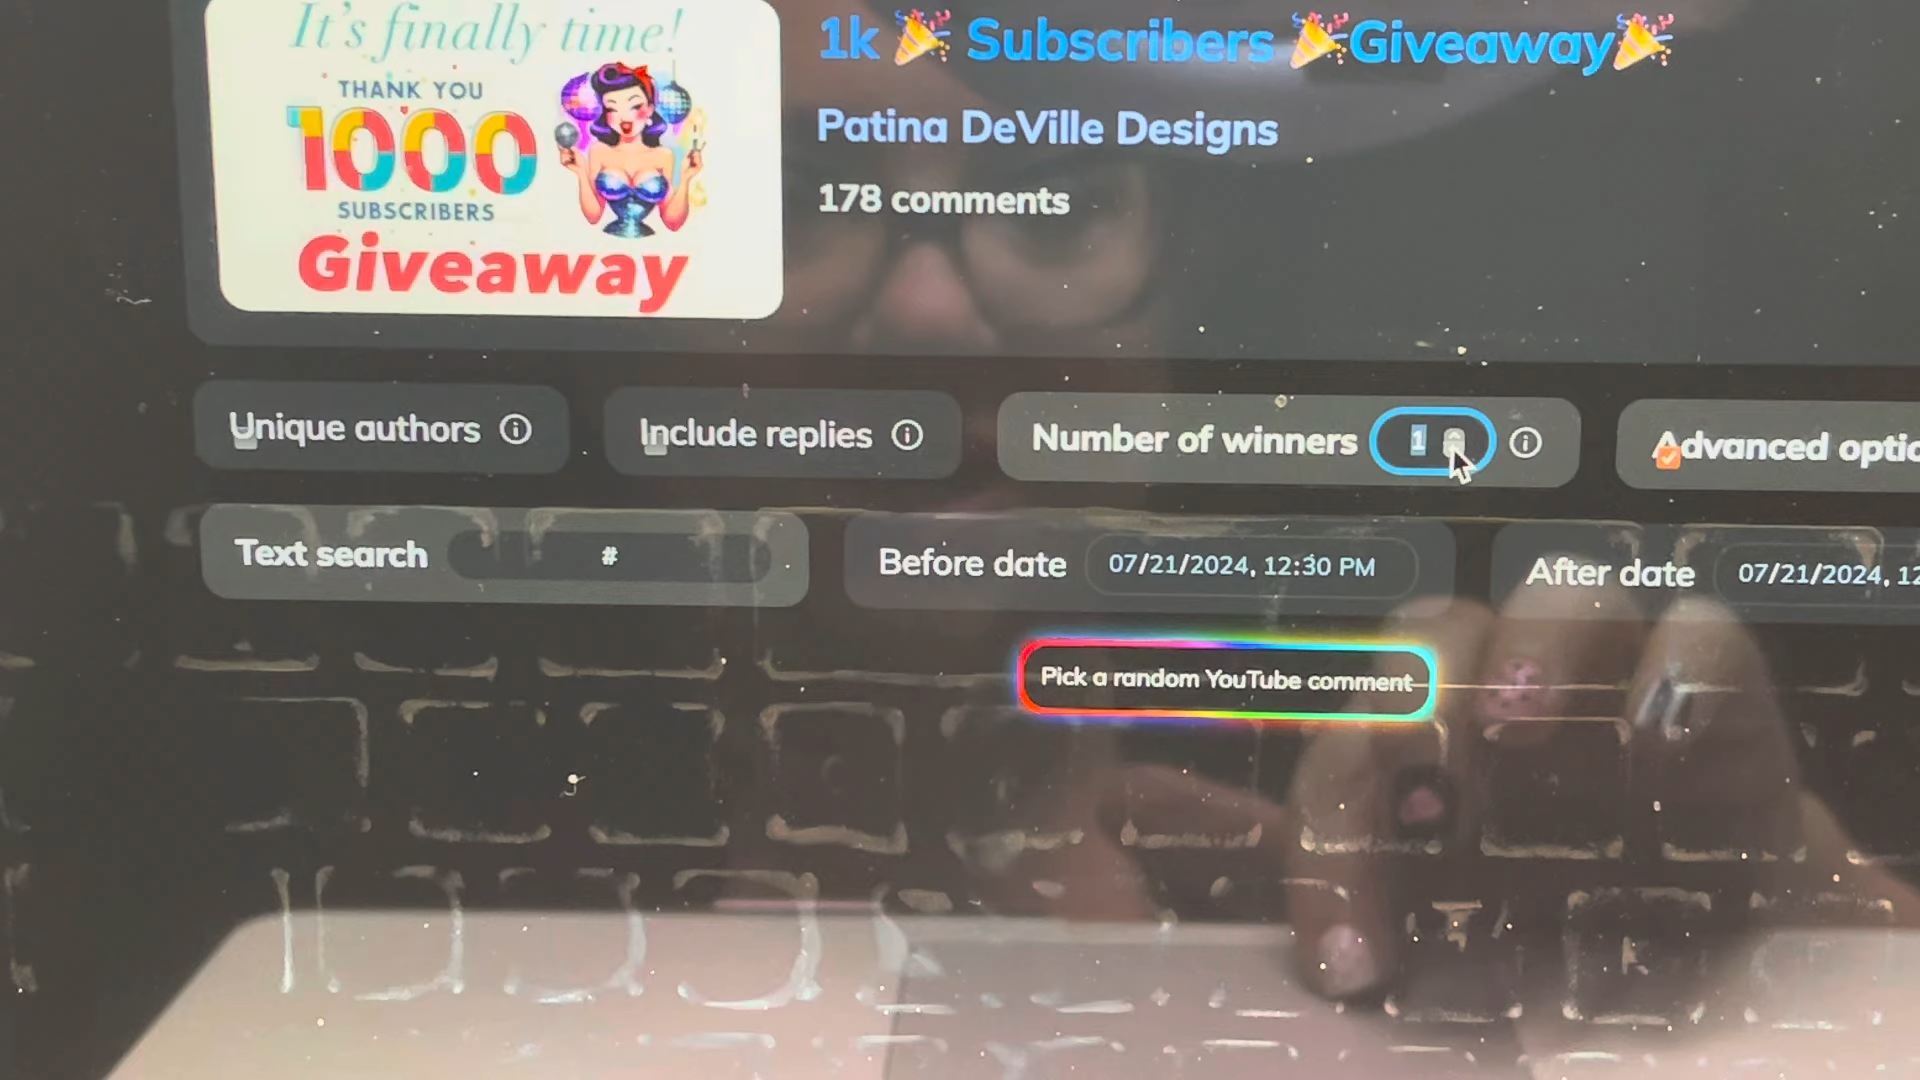 It's finally time!
THANK YOU
1000
SUBSCRIBERS
Giveaway
1k 🎉 Subscribers 🎉Giveaway🎉
Patina DeVille Designs
178 comments
Unique authors
Include replies
Number of winners 1
Advanced optio
Text search #
Before date 07/21/2024, 12:30 PM
After date 07/21/2024, 12
Pick a random YouTube comment